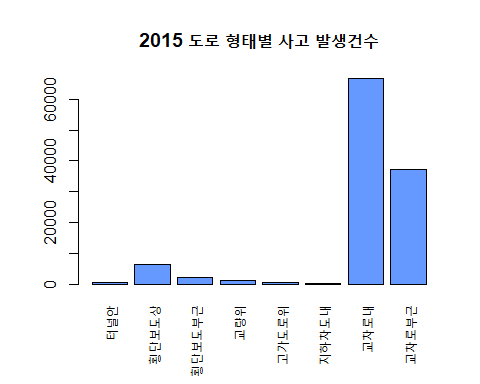 2015 도로 형태별 사고 발생건수
60000
40000
20000
0
터널안
횡단보도상
횡단보도부근
교량위
고가도로위
지하차도내
교차로내
교차로부근